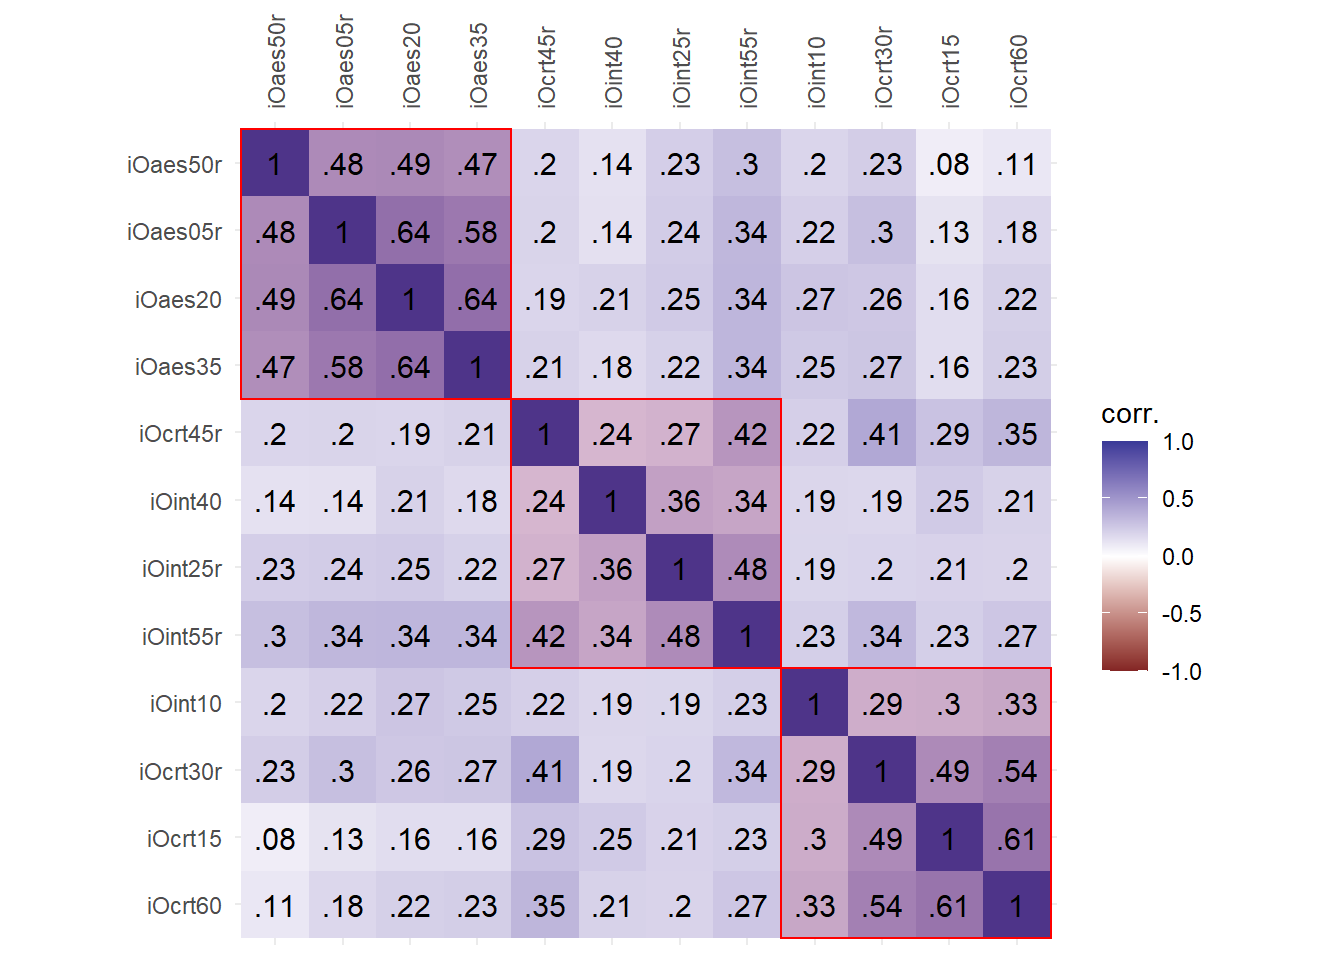 iOaes50r iOaes05r iOaes20 iOaes35 iOcrt45r iOint40 iOint25r iOint55r iOint10 iOcrt30r iOcrt15 iOcrt60
iOaes50r 1 .48 .49 .47 .2 .14 .23 .3 .2 .23 .08 .11
iOaes05r .48 1 .64 .58 .2 .14 .24 .34 .22 .3 .13 .18
iOaes20 .49 .64 1 .64 .19 .21 .25 .34 .27 .26 .16 .22
iOaes35 .47 .58 .64 1 .21 .18 .22 .34 .25 .27 .16 .23
iOcrt45r .2 .2 .19 .21 1 .24 .27 .42 .22 .41 .29 .35
iOint40 .14 .14 .21 .18 .24 1 .36 .34 .19 .19 .25 .21
iOint25r .23 .24 .25 .22 .27 .36 1 .48 .19 .2 .21 .2
iOint55r .3 .34 .34 .34 .42 .34 .48 1 .23 .34 .23 .27
iOint10 .2 .22 .27 .25 .22 .19 .19 .23 1 .29 .3 .33
iOcrt30r .23 .3 .26 .27 .41 .19 .2 .34 .29 1 .49 .54
iOcrt15 .08 .13 .16 .16 .29 .25 .21 .23 .3 .49 1 .61
iOcrt60 .11 .18 .22 .23 .35 .21 .2 .27 .33 .54 .61 1
corr.
1.0
0.5
0.0
-0.5
-1.0